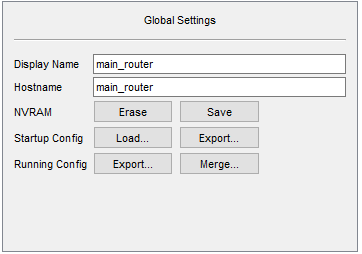 Global Settings
Display Name main_router
Hostname main_router
NVRAM Erase Save
Startup Config Load... Export...
Running Config Export... Merge...